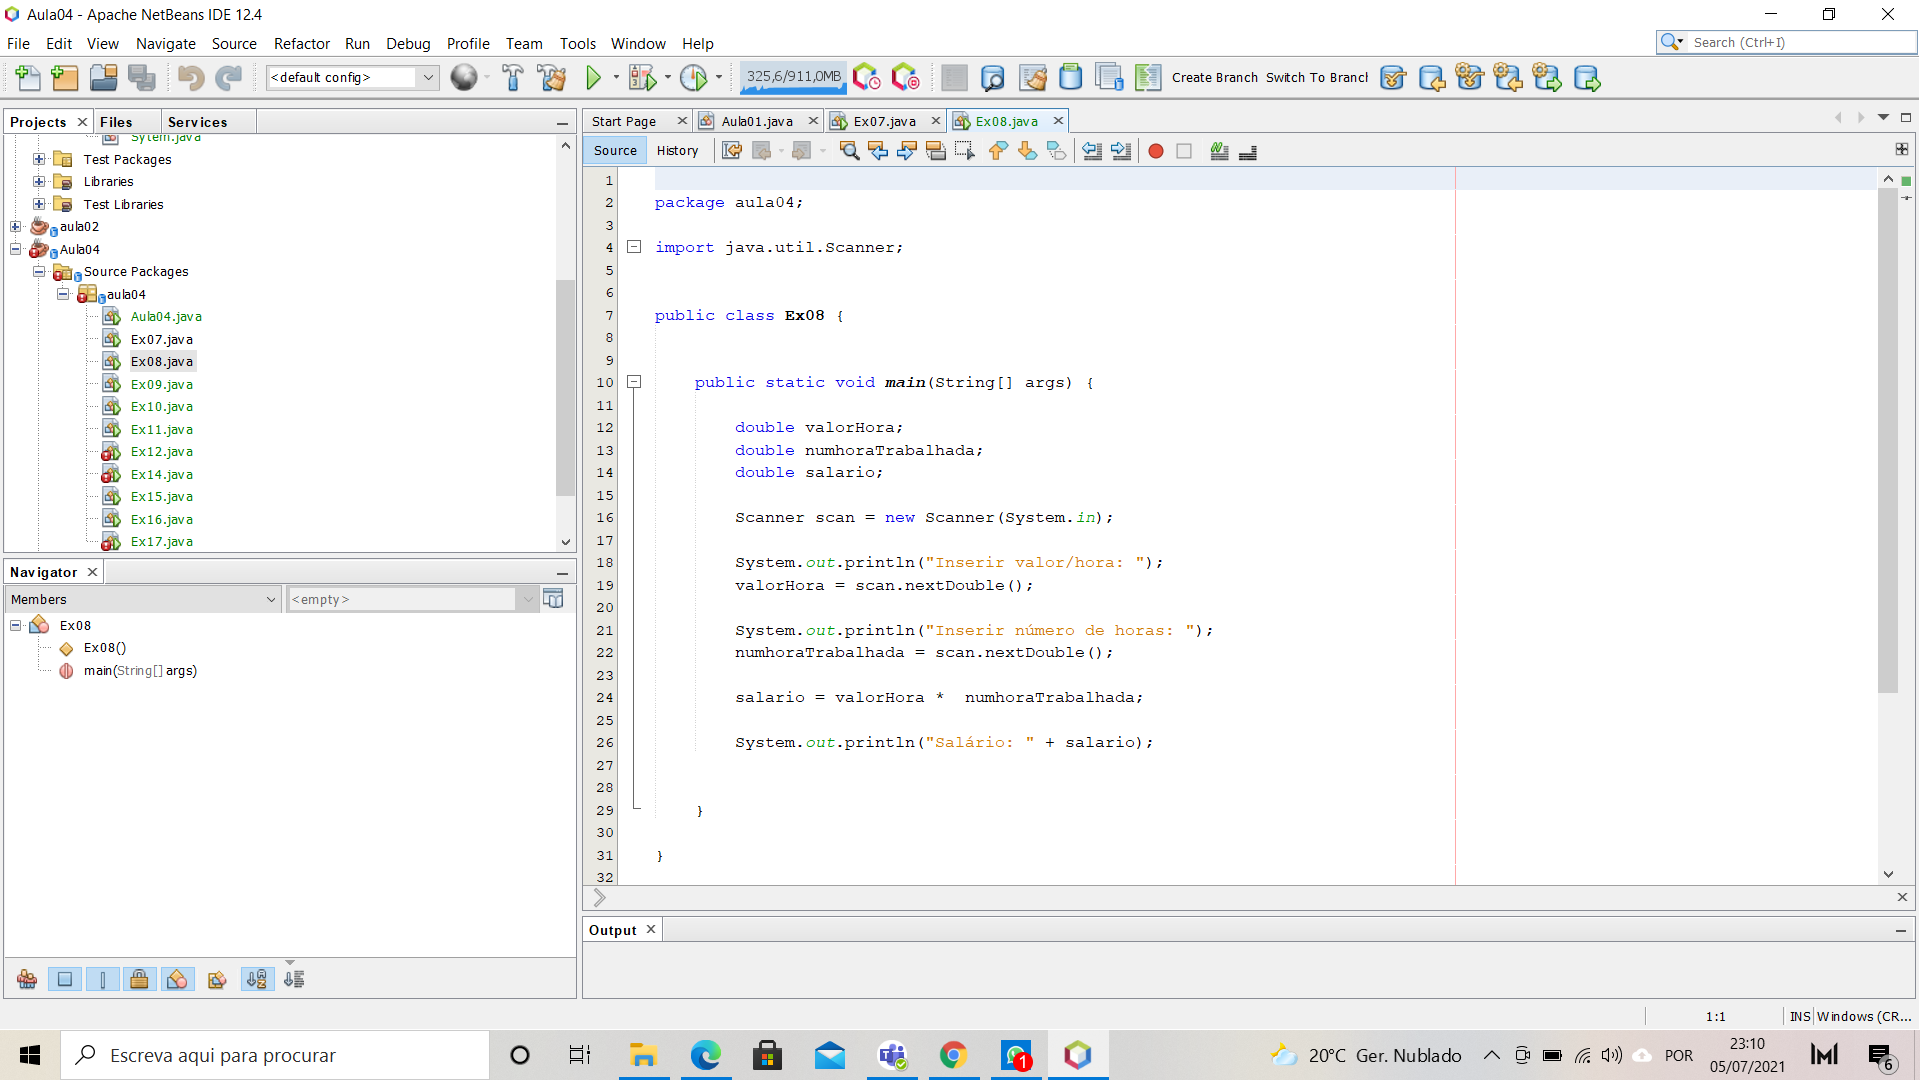 Aula04 - Apache NetBeans IDE 12.4
File Edit View Navigate Source Refactor Run Debug Profile Team Tools Window Help
Search (Ctrl+I)
<default config>
325,6/911,0MB
Create Branch Switch To Branch
Projects Files Services
Start Page Aula01.java Ex07.java Ex08.java
Source History
Sytem.java
Test Packages
Libraries
Test Libraries
aula02
Aula04
Source Packages
aula04
Aula04.java
Ex07.java
Ex08.java
Ex09.java
Ex10.java
Ex11.java
Ex12.java
Ex14.java
Ex15.java
Ex16.java
Ex17.java
Navigator
Members
<empty>
Ex08
Ex08()
main(String[] args)
1
2 package aula04;
3
4 import java.util.Scanner;
5
6
7 public class Ex08 {
8
9
10 public static void main(String[] args) {
11
12 double valorHora;
13 double numhoraTrabalhada;
14 double salario;
15
16 Scanner scan = new Scanner(System.in);
17
18 System.out.println("Inserir valor/hora: ");
19 valorHora = scan.nextDouble();
20
21 System.out.println("Inserir número de horas: ");
22 numhoraTrabalhada = scan.nextDouble();
23
24 salario = valorHora *  numhoraTrabalhada;
25
26 System.out.println("Salário: " + salario);
27
28
29 }
30
31 }
32
Output
1:1 INS Windows (CR...
Escreva aqui para procurar
1
20°C Ger. Nublado
POR
23:10
05/07/2021
6